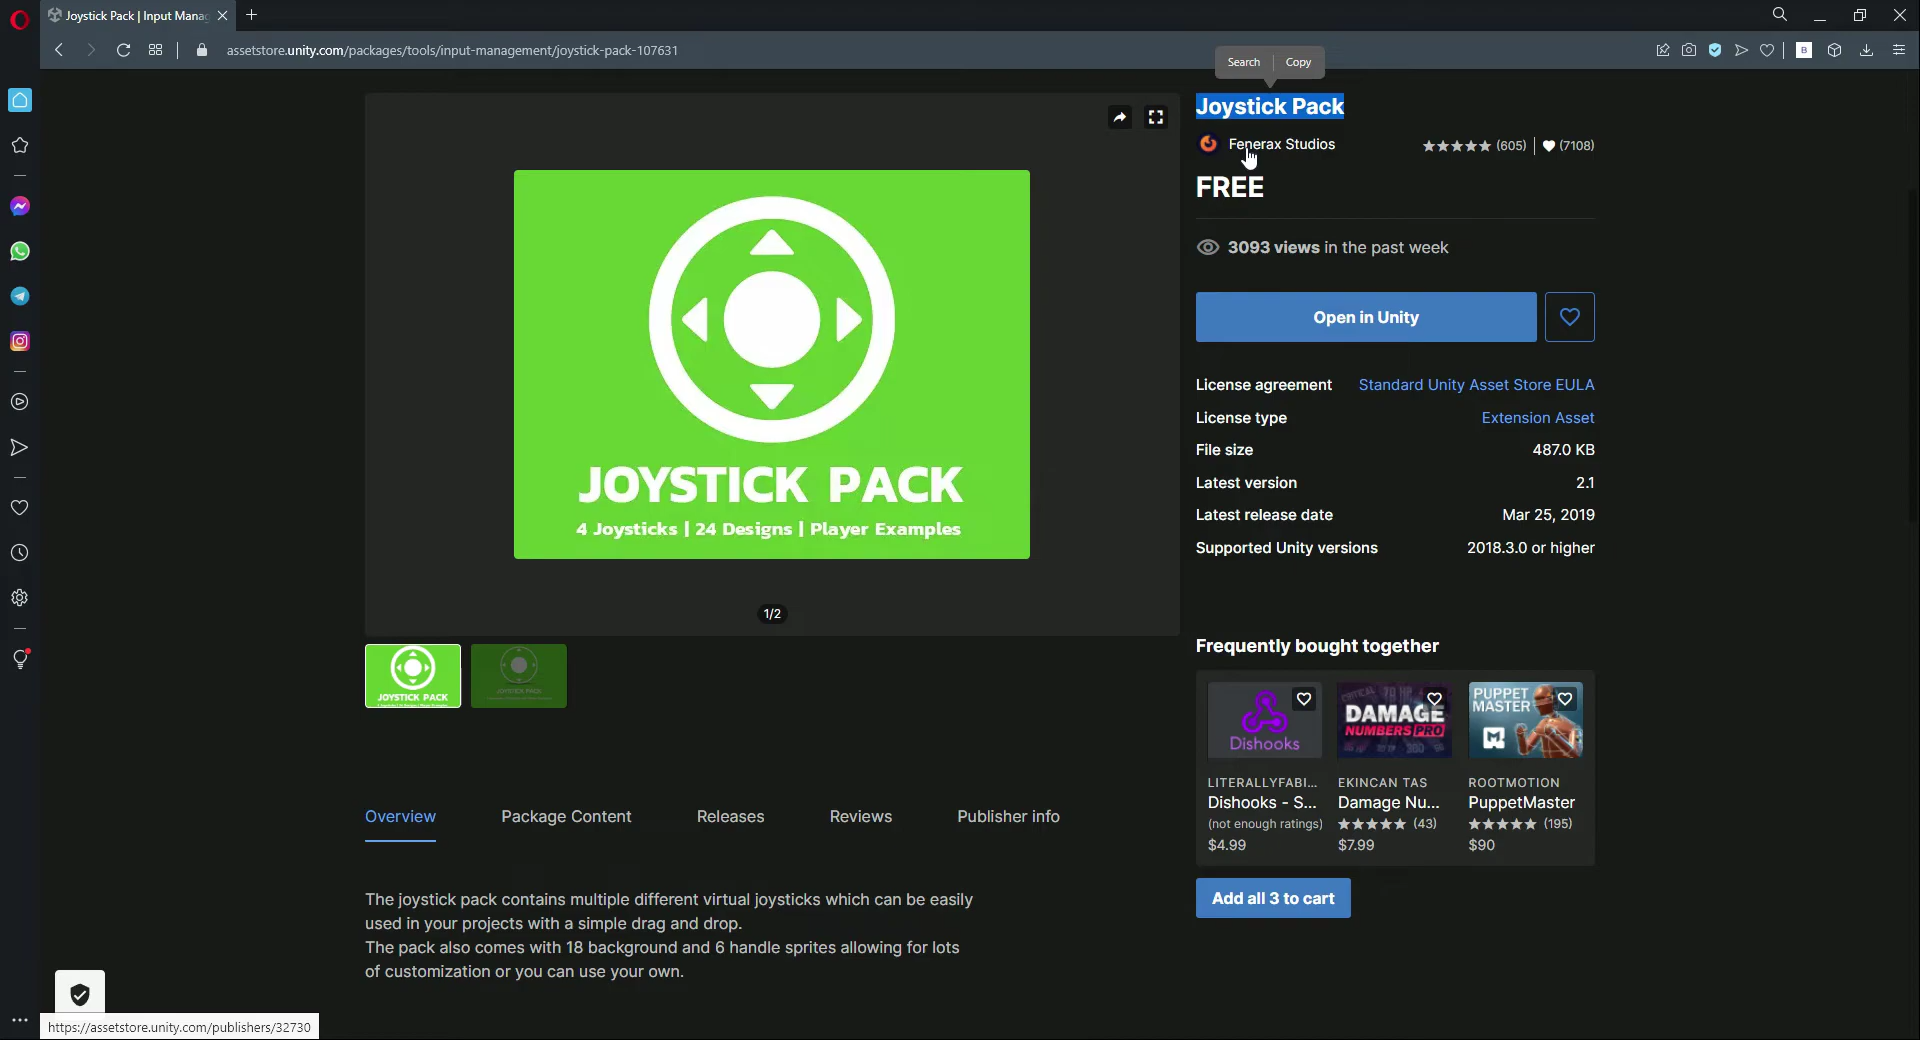 Joystick Pack | Input Manag
assetstore.unity.com/packages/tools/input-management/joystick-pack-107631
B
Search
Copy
Joystick Pack
Fenerax Studios
(605)
(7108)
FREE
3093 views in the past week
Open in Unity
License agreement
Standard Unity Asset Store EULA
License type
Extension Asset
File size
487.0 KB
Latest version
2.1
Latest release date
Mar 25, 2019
Supported Unity versions
2018.3.0 or higher
JOYSTICK PACK
4 Joysticks | 24 Designs | Player Examples
1/2
JOYSTICK PACK
JOYSTICK PACK
Frequently bought together
Dishooks
DAMAGE
NUMBERS PRO
PUPPET
MASTER
LITERALLYFABI...
EKINCAN TAS
ROOTMOTION
Dishooks - S...
Damage Nu...
PuppetMaster
(not enough ratings)
(43)
(195)
$4.99
$7.99
$90
Add all 3 to cart
Overview
Package Content
Releases
Reviews
Publisher info
The joystick pack contains multiple different virtual joysticks which can be easily
used in your projects with a simple drag and drop.
The pack also comes with 18 background and 6 handle sprites allowing for lots
of customization or you can use your own.
https://assetstore.unity.com/publishers/32730